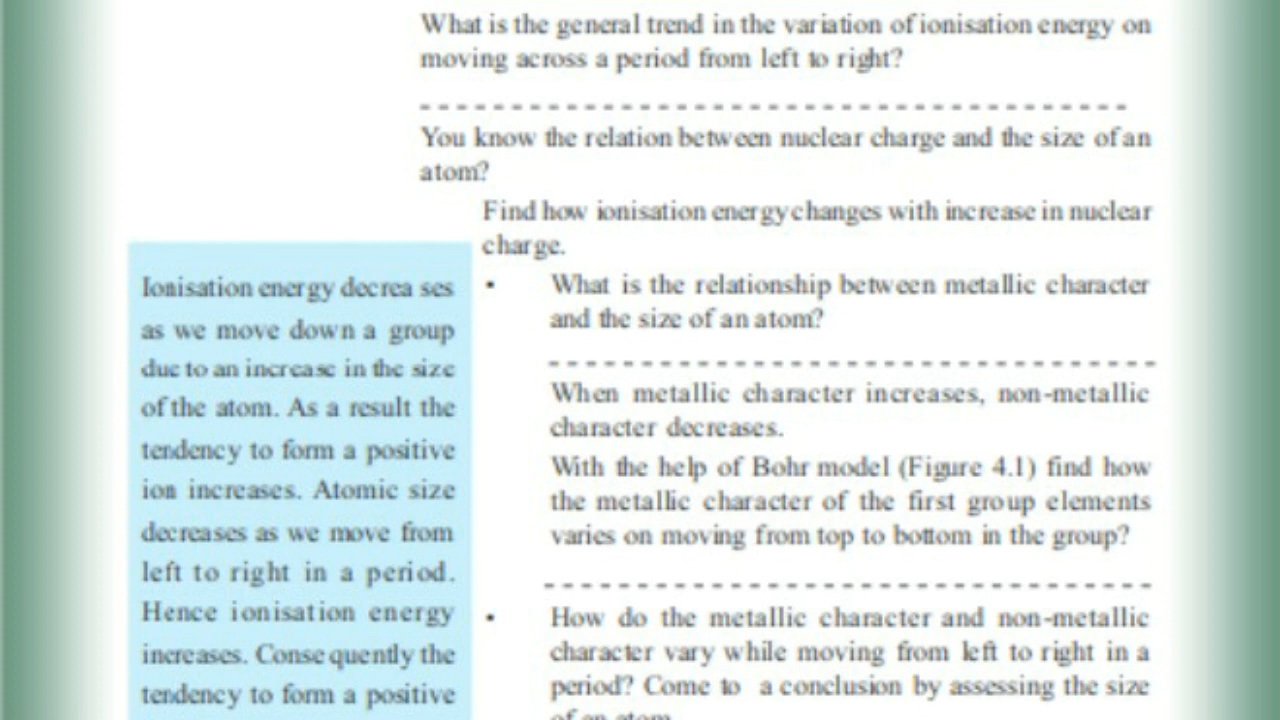 What is the general trend in the variation of ionisation energy on
moving across a period from left to right?
You know the relation between nuclear charge and the size of an
atom?
Find how ionisation energy changes with increase in nuclear
charge.
• What is the relationship between metallic character
and the size of an atom?
When metallic character increases, non-metallic
character decreases.
With the help of Bohr model (Figure 4.1) find how
the metallic character of the first group elements
varies on moving from top to bottom in the group?
• How do the metallic character and non-metallic
character vary while moving from left to right in a
period? Come to a conclusion by assessing the size
of an atom
Ionisation energy decreases
as we move down a group
due to an increase in the size
of the atom. As a result the
tendency to form a positive
ion increases. Atomic size
decreases as we move from
left to right in a period.
Hence ionisation energy
increases. Consequently the
tendency to form a positive